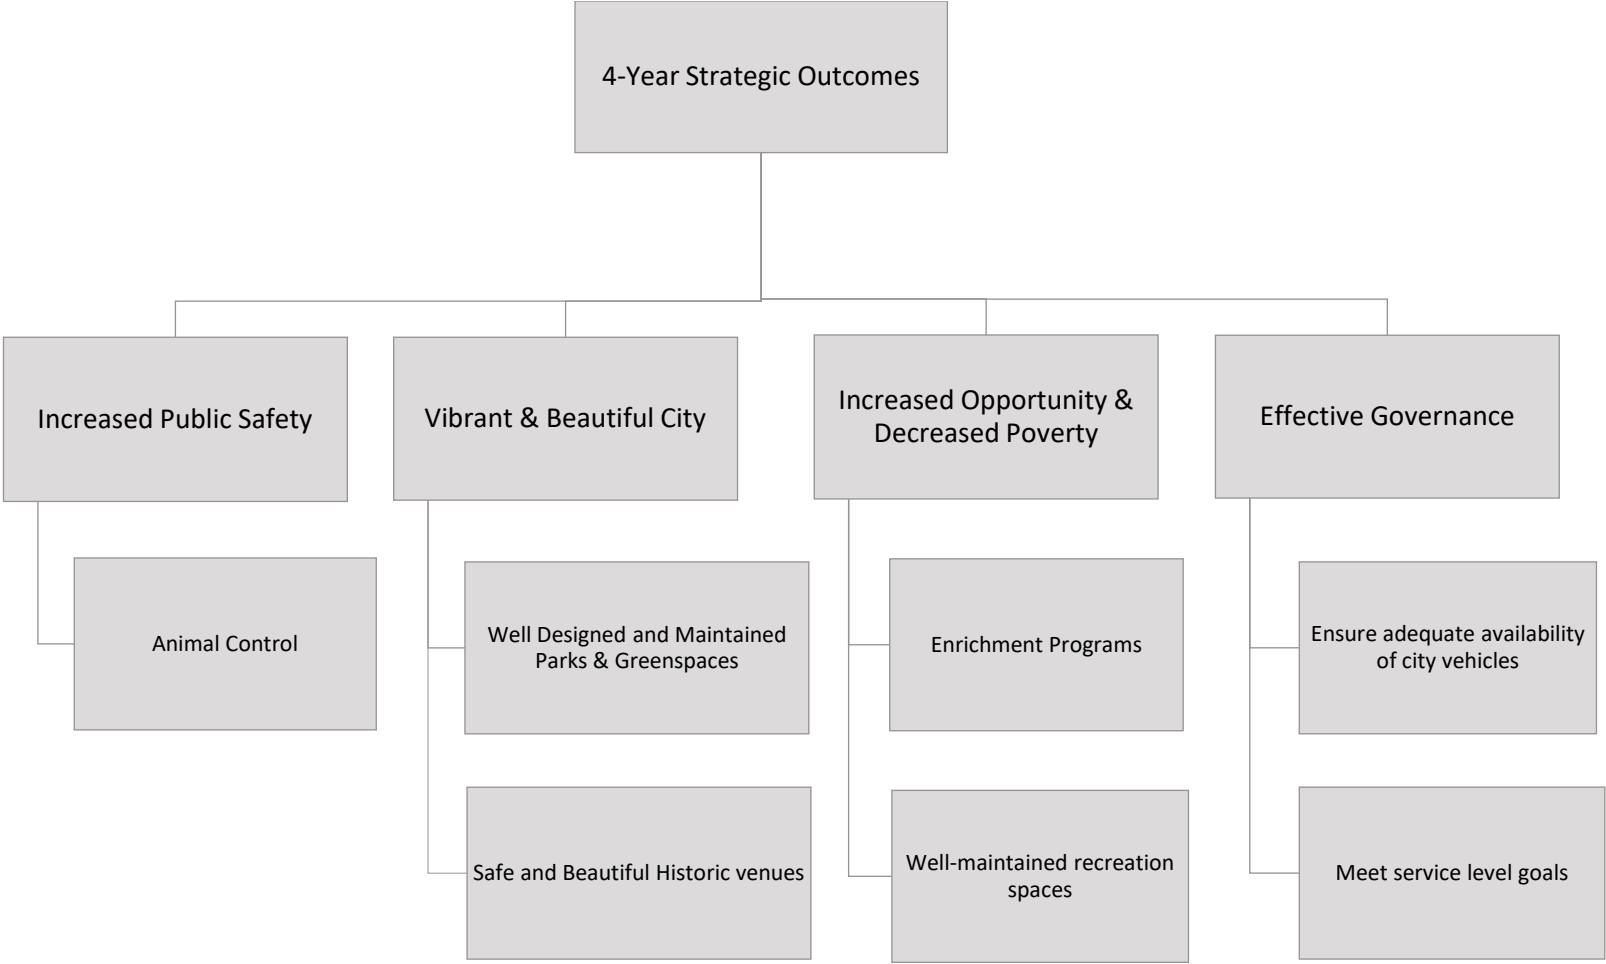 4-Year Strategic Outcomes
Increased Public Safety
Vibrant & Beautiful City
Increased Opportunity &
Decreased Poverty
Effective Governance
Animal Control
Well Designed and Maintained
Parks & Greenspaces
Enrichment Programs
Ensure adequate availability
of city vehicles
Safe and Beautiful Historic venues
Well-maintained recreation
spaces
Meet service level goals